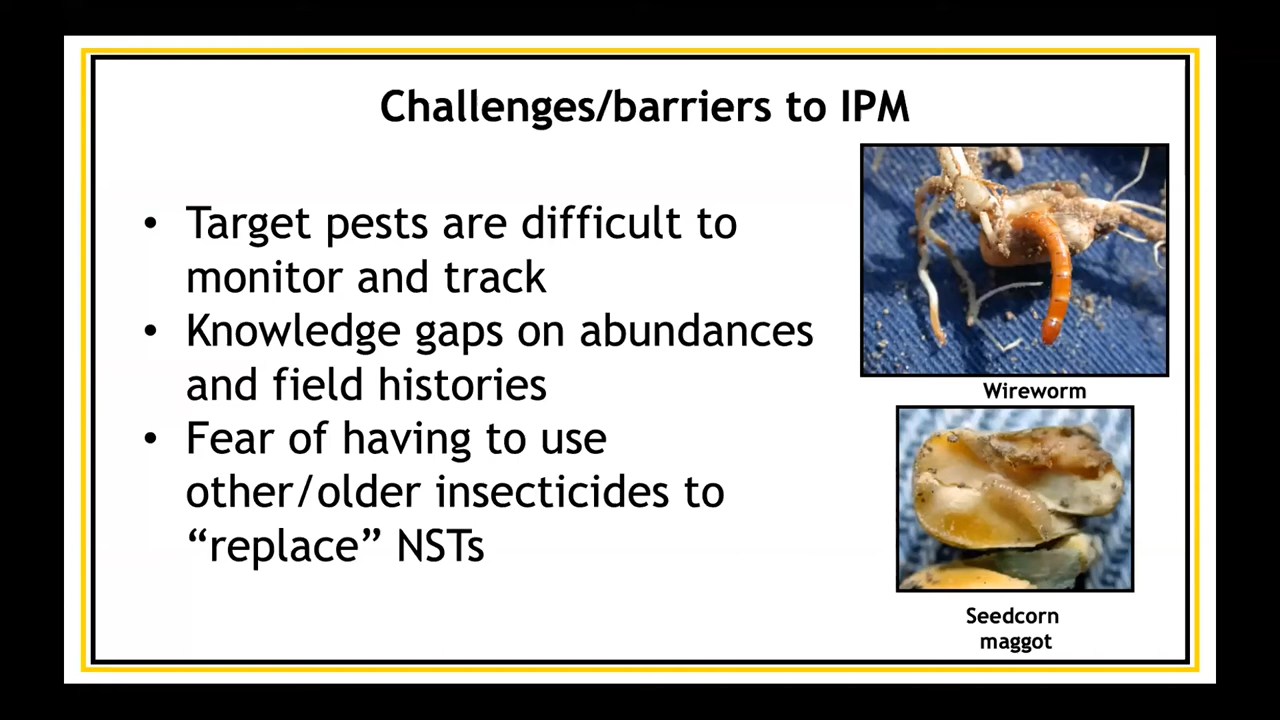 Challenges/barriers to IPM
• Target pests are difficult to
monitor and track
• Knowledge gaps on abundances
and field histories
• Fear of having to use
other/older insecticides to
“replace” NSTs
Wireworm
Seedcorn
maggot